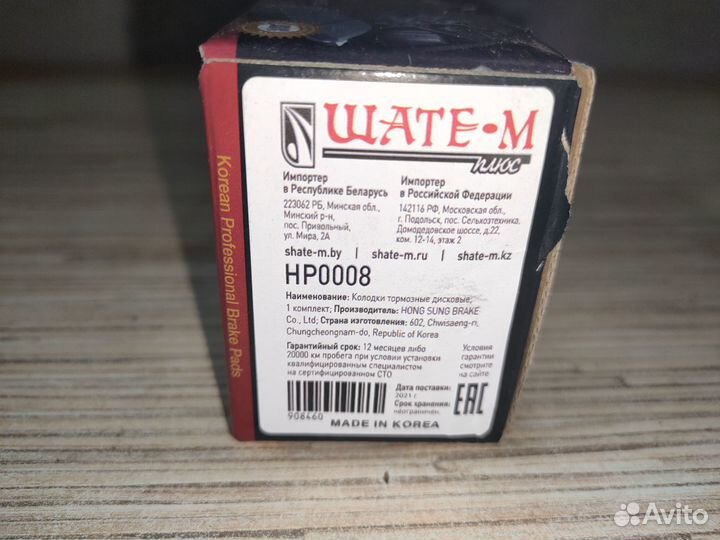 Korean Professional Brake Pads
ШАТЕ-М
плюс
Импортер
в Республике Беларусь
223062 РБ, Минская обл.,
Минский р-н,
пос. Привольный,
ул. Мира, 2А
Импортер
в Российской Федерации
142116 РФ, Московская обл.,
г. Подольск, пос. Сельхозтехника,
Домодедовское шоссе, д.22,
ком. 12-14, этаж 2
shate-m.by | shate-m.ru | shate-m.kz
HP0008
Наименование: Колодки тормозные дисковые,
1 комплект; Производитель: HONG SUNG BRAKE
Co., Ltd; Страна изготовления: 602, Chwisaeng-ri,
Chungcheongnam-do, Republic of Korea
Гарантийный срок: 12 месяцев либо
20000 км пробега при условии установки
квалифицированным специалистом
на сертифицированном СТО
Условия
гарантии
смотрите
на сайте
908460
Дата поставки:
2021 г.
Срок хранения:
неограничен.
EAC
MADE IN KOREA
Avito